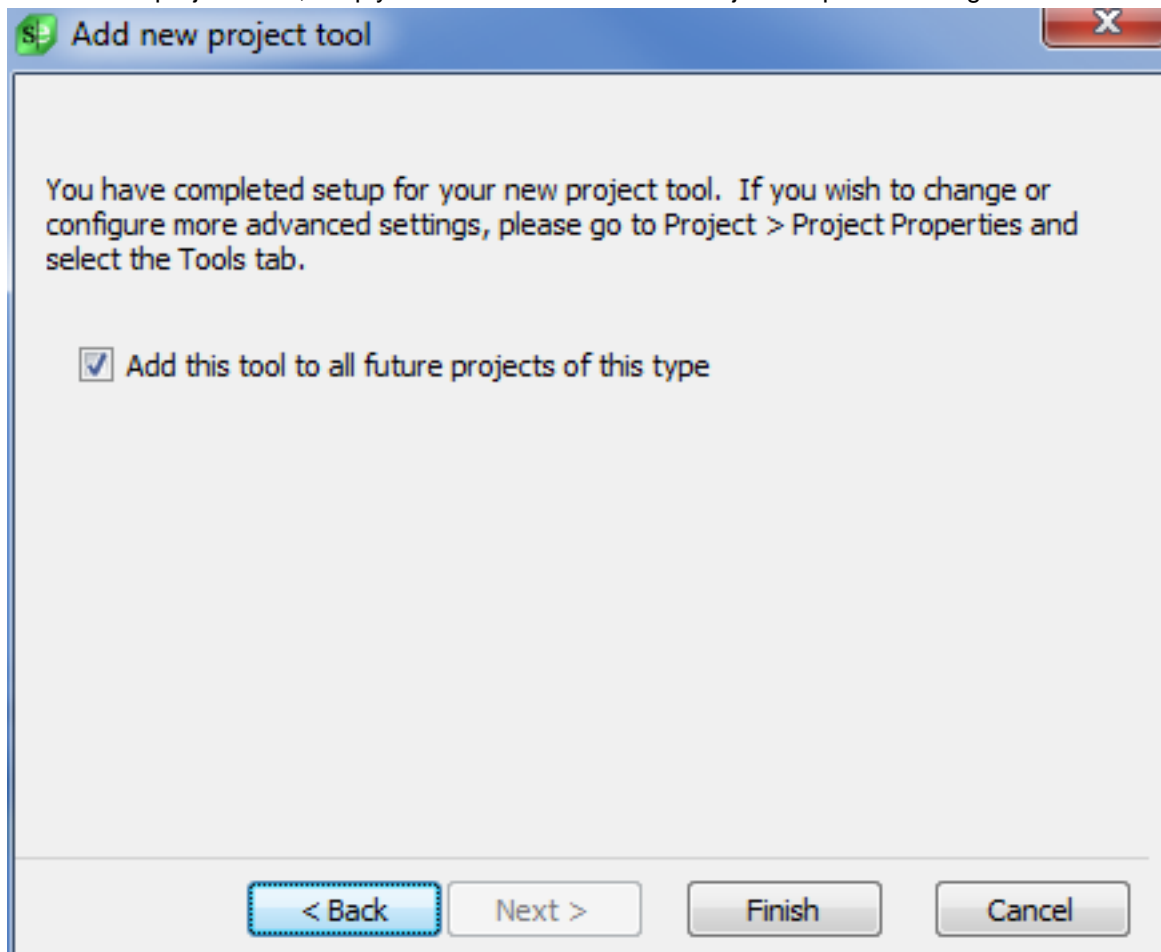 Add new project tool
You have completed setup for your new project tool. If you wish to change or
configure more advanced settings, please go to Project > Project Properties and
select the Tools tab.
Add this tool to all future projects of this type
< Back Next > Finish Cancel